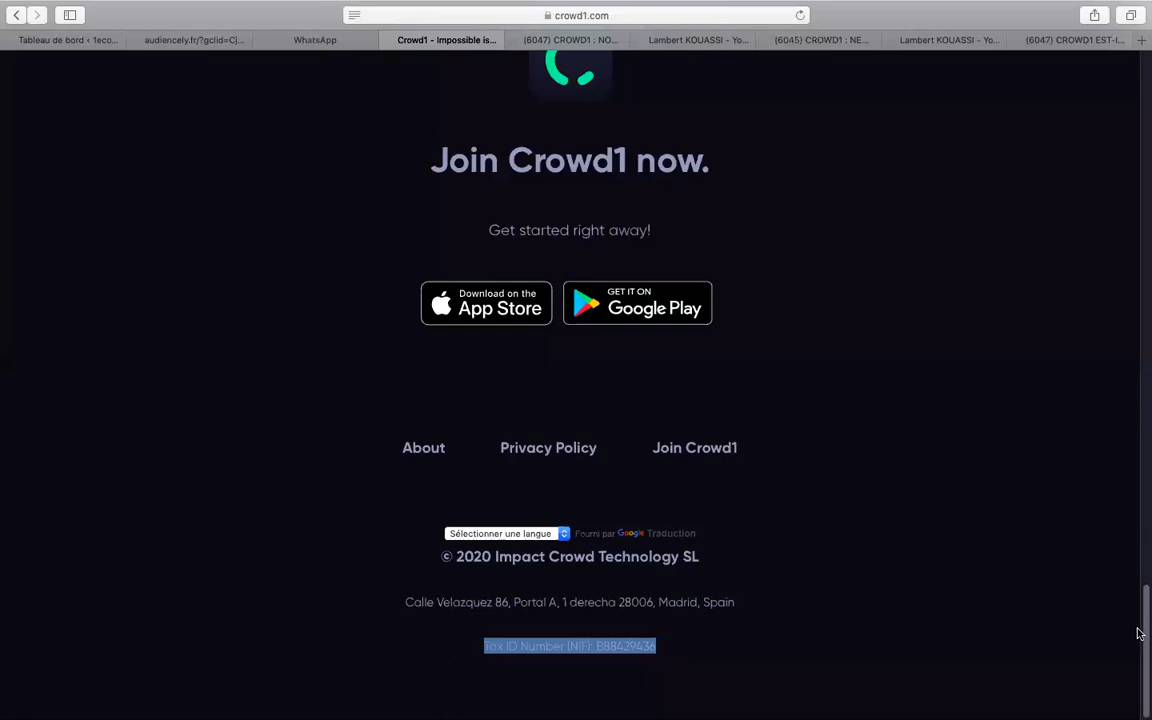 crowd1.com
Tableau de bord ‹ 1eco...
audiencely.fr/?gclid=Cj...
WhatsApp
Crowd1 - Impossible is...
(6047) CROWD1 : NO...
Lambert KOUASSI - Yo...
(6045) CROWD1 : NE...
Lambert KOUASSI - Yo...
(6047) CROWD1 EST-I...
Join Crowd1 now.
Get started right away!
Download on the
App Store
GET IT ON
Google Play
About Privacy Policy Join Crowd1
Sélectionner une langue Fourni par Google Traduction
© 2020 Impact Crowd Technology SL
Calle Velazquez 86, Portal A, 1 derecha 28006, Madrid, Spain
Tax ID Number (NIF): B88429436